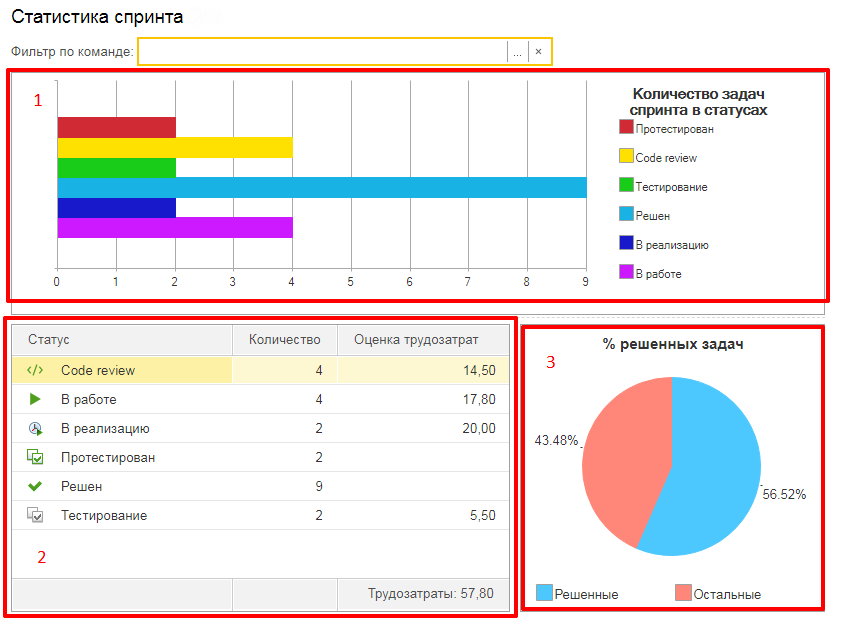 Статистика спринта
Фильтр по команде: ... ×
1
Количество задач
спринта в статусах
Протестирован
Code review
Тестирование
Решен
В реализацию
В работе
0 1 2 3 4 5 6 7 8 9
Статус Количество Оценка трудозатрат
Code review 4 14,50
В работе 4 17,80
В реализацию 2 20,00
Протестирован 2
Решен 9
Тестирование 2 5,50
2
Трудозатраты: 57,80
% решенных задач
3
43.48%
56.52%
Решенные Остальные